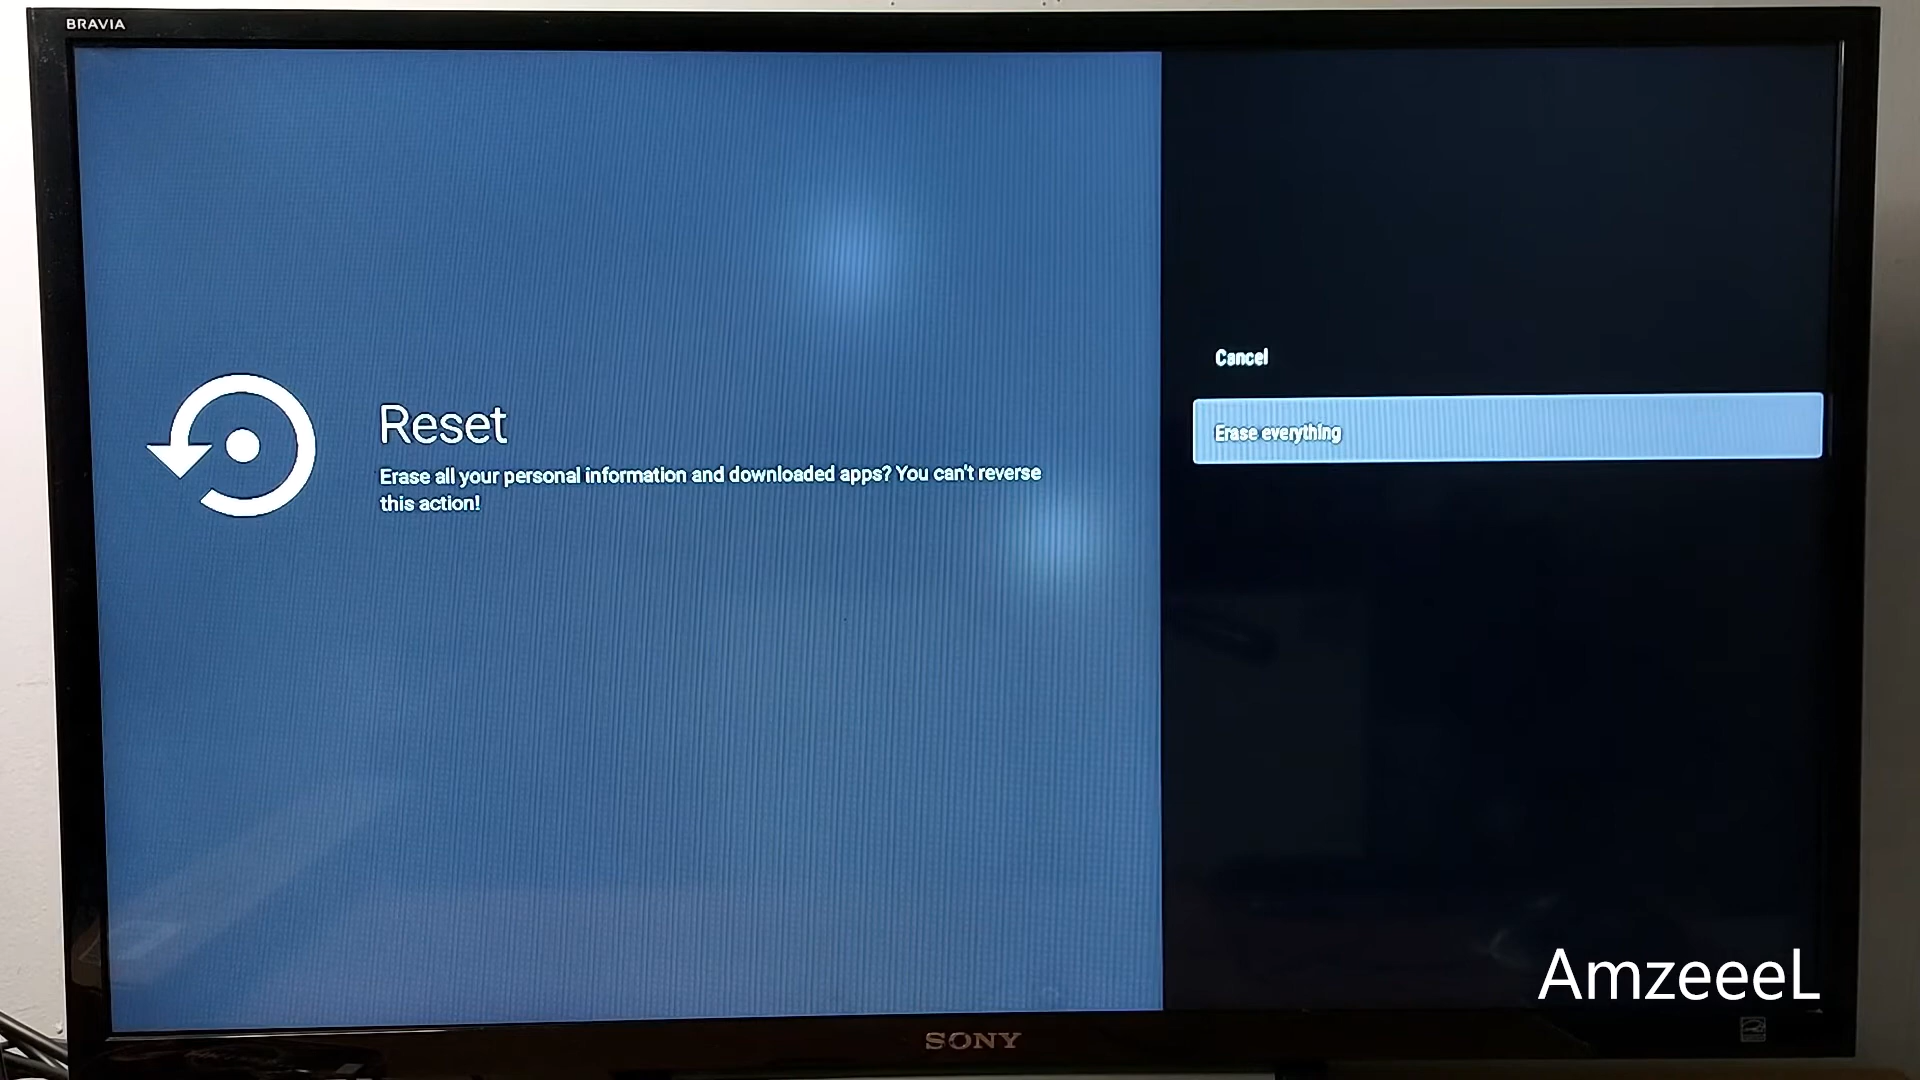 BRAVIA
Reset
Erase all your personal information and downloaded apps? You can't reverse
this action!
Cancel
Erase everything
AmzeeeL
SONY